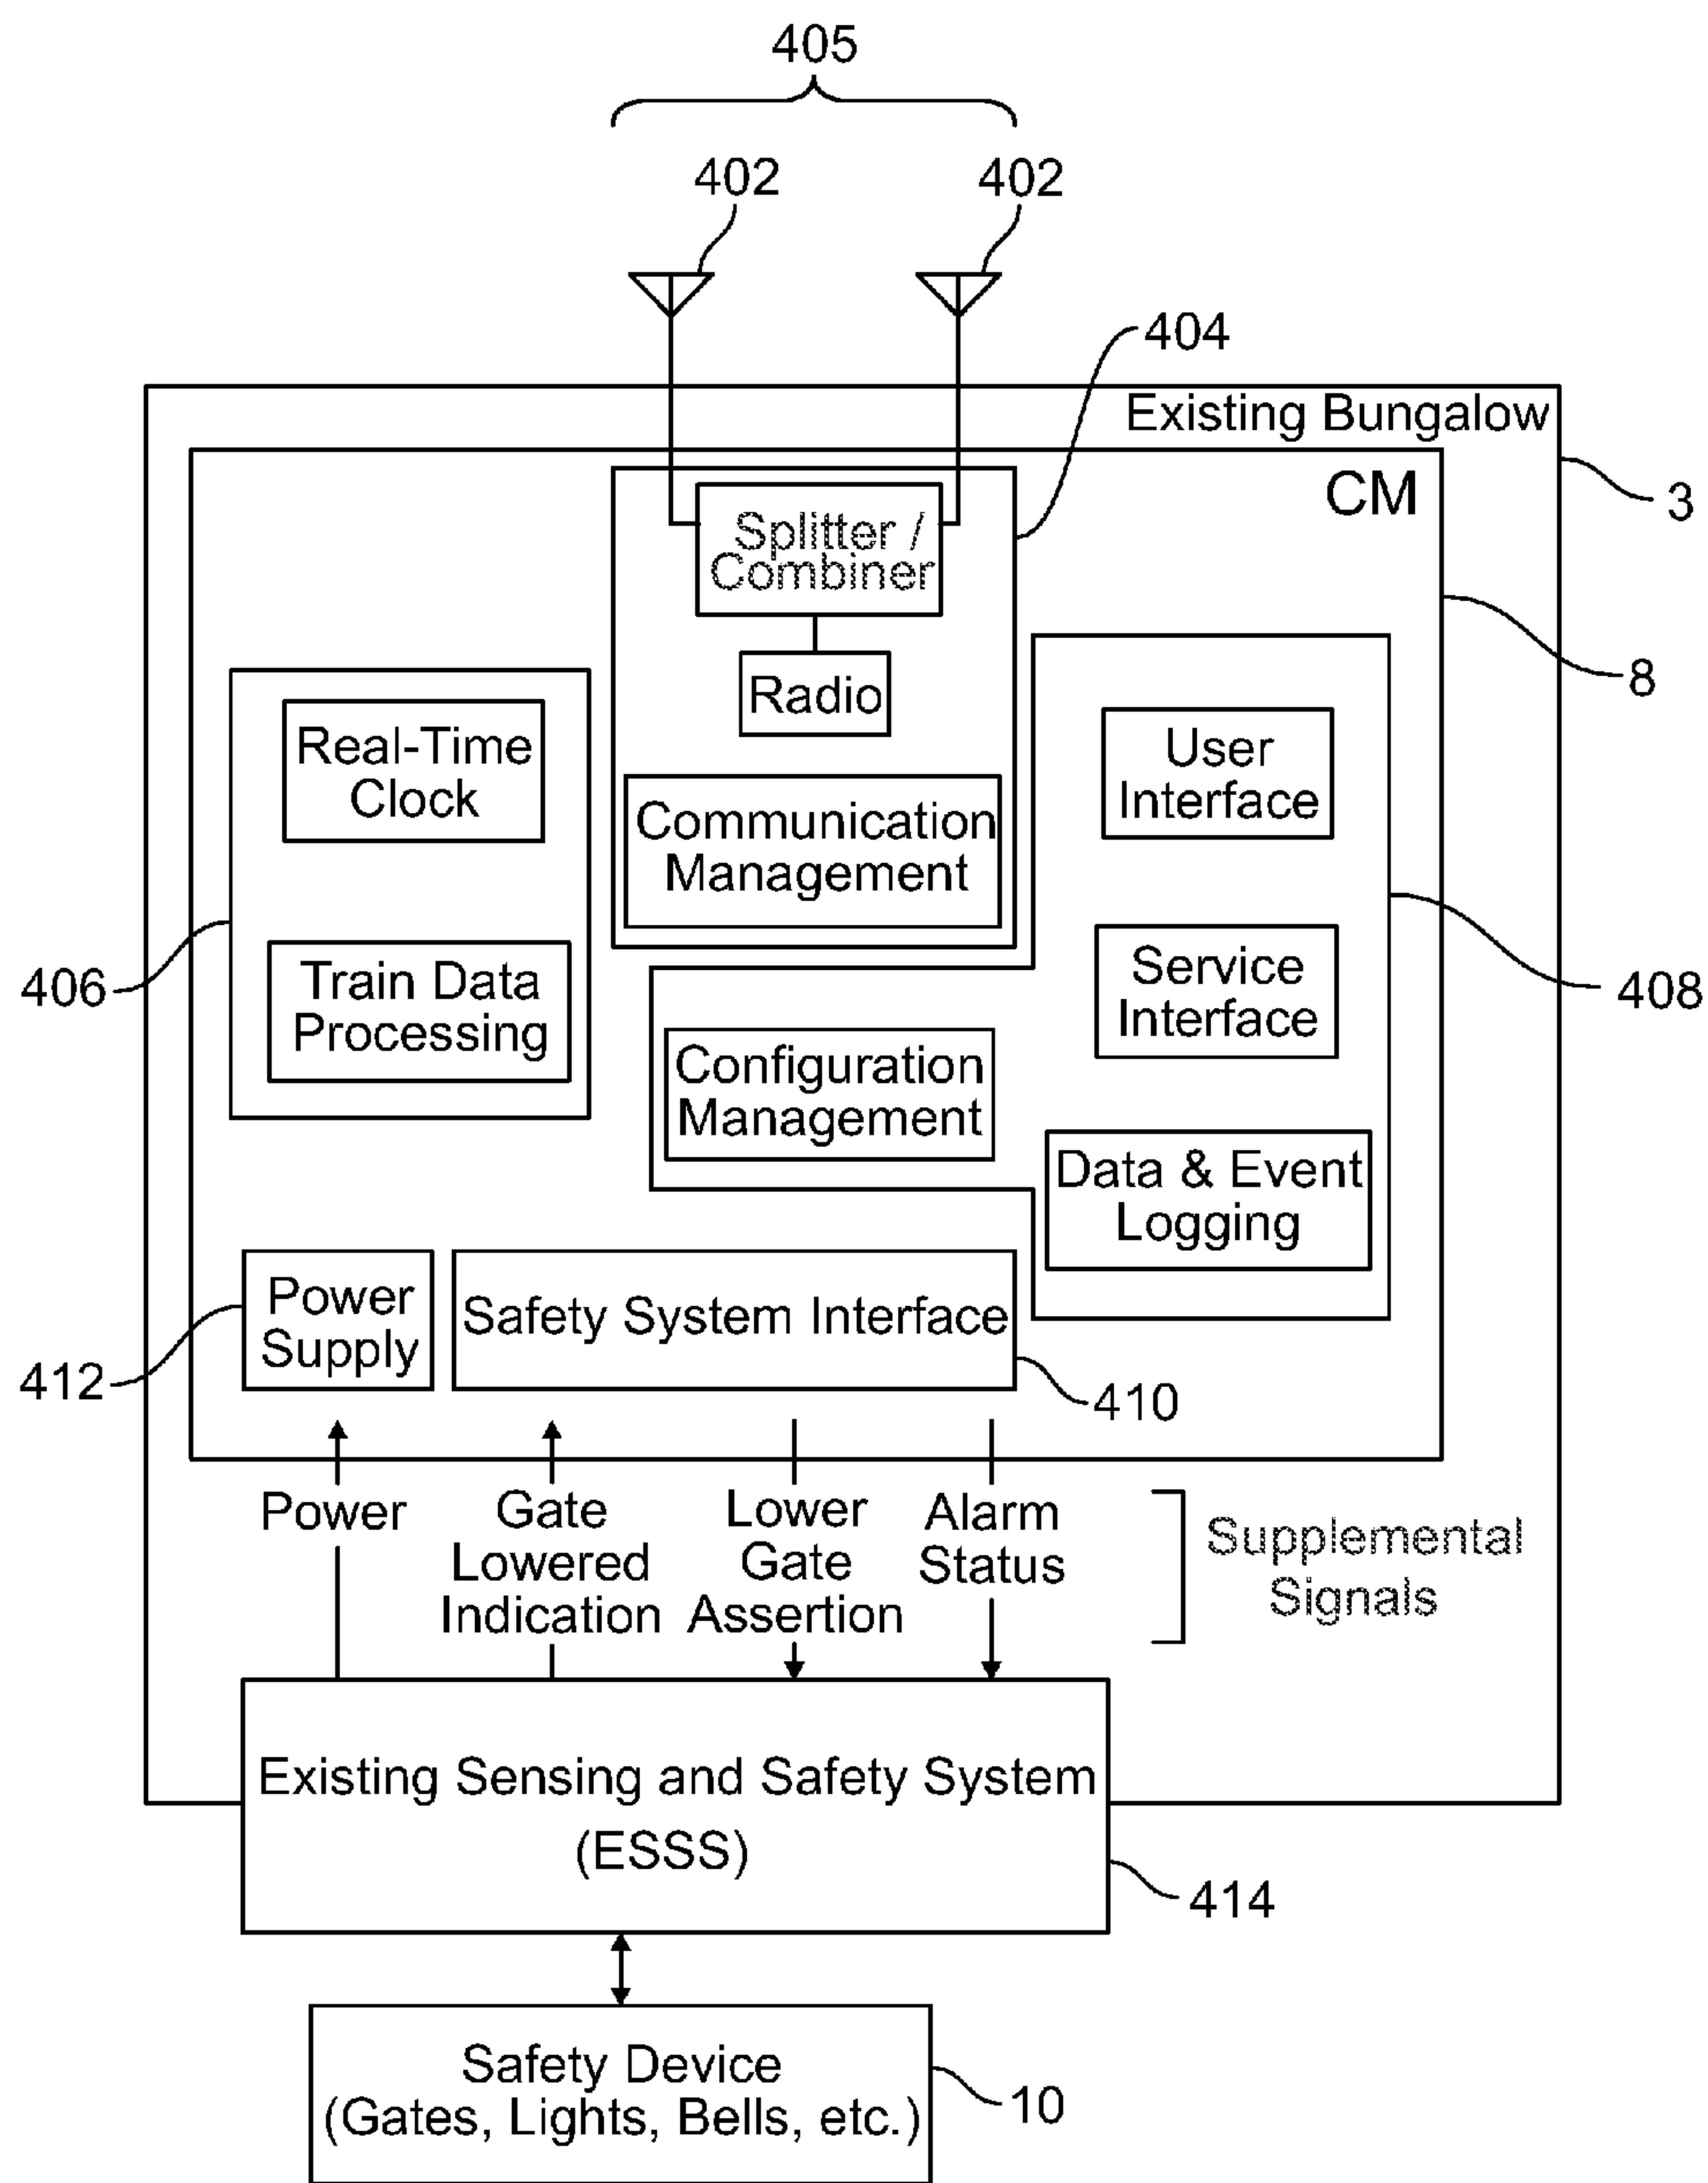 405
402
402
404
Existing Bungalow
CM
3
Splitter /
Combiner
8
Radio
Real-Time
Clock
User
Interface
Communication
Management
406
Train Data
Processing
Service
Interface
408
Configuration
Management
Data & Event
Logging
Power
Supply
Safety System Interface
412
410
Power
Gate
Lowered
Indication
Lower
Gate
Assertion
Alarm
Status
Supplemental
Signals
Existing Sensing and Safety System
(ESSS)
414
Safety Device
(Gates, Lights, Bells, etc.)
10